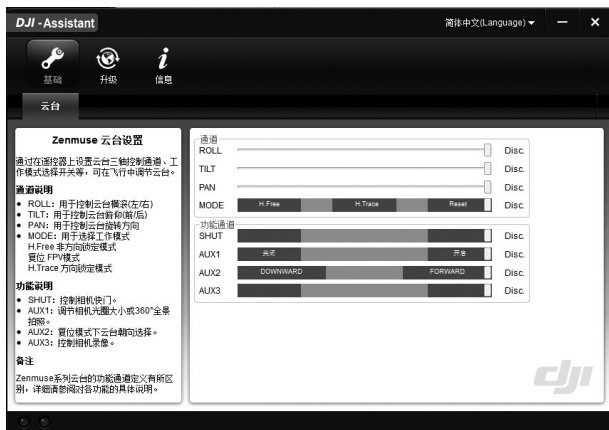 DJI - Assistant
简体中文(Language)
基础
升级
信息
云台
Zenmuse 云台设置
通过在遥控器上设置云台三轴控制通道、工
作模式选择开关等，可在飞行中调节云台。
通道说明
• ROLL：用于控制云台横滚(左/右)
• TILT：用于控制云台俯仰(前/后)
• PAN：用于控制云台旋转方向
• MODE：用于选择工作模式
H.Free 非方向锁定模式
复位 FPV模式
H.Trace 方向锁定模式
功能说明
• SHUT：控制相机快门。
• AUX1：调节相机光圈大小或360°全景
拍照。
• AUX2：复位模式下云台朝向选择。
• AUX3：控制相机录像。
备注
Zenmuse系列云台的功能通道定义有所区
别，详细请参阅对各功能的具体说明。
通道
ROLL Disc.
TILT Disc.
PAN Disc.
MODE H.Free H.Trace Reset Disc.
功能通道
SHUT Disc.
AUX1 关闭 开启 Disc.
AUX2 DOWNWARD FORWARD Disc.
AUX3 Disc.
dji